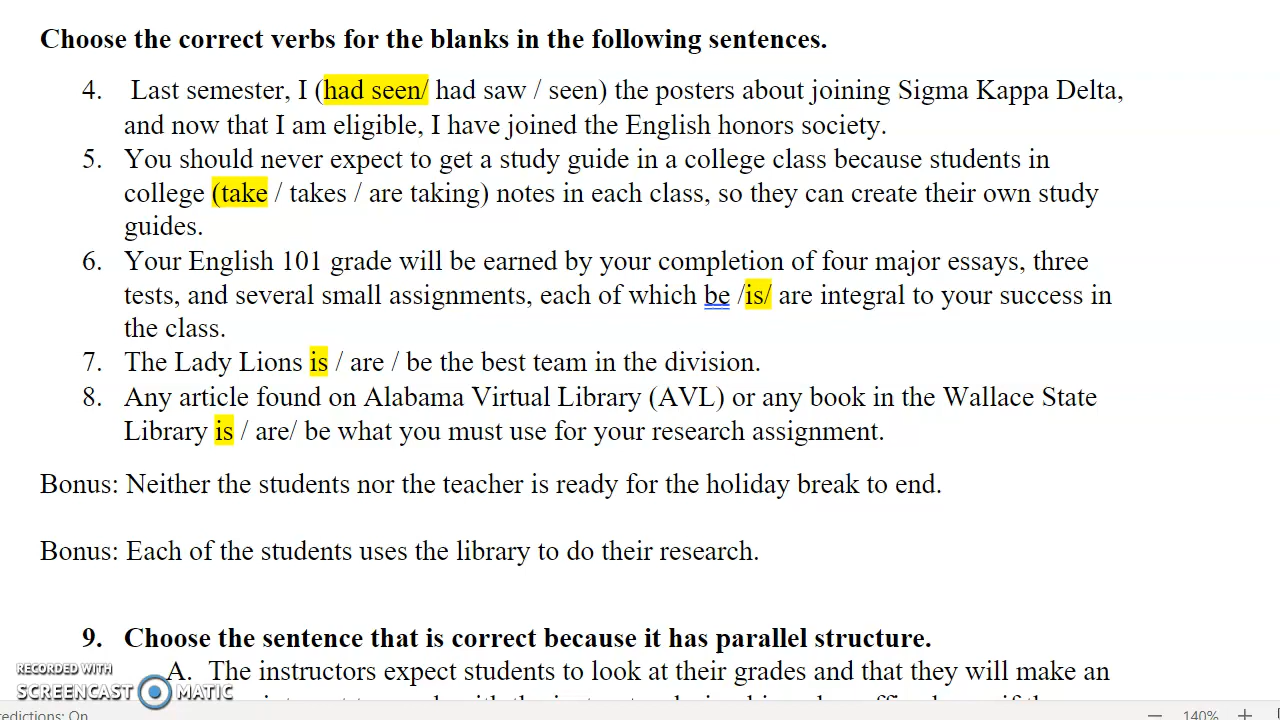 Choose the correct verbs for the blanks in the following sentences.
4. Last semester, I (had seen/ had saw / seen) the posters about joining Sigma Kappa Delta,
and now that I am eligible, I have joined the English honors society.
5. You should never expect to get a study guide in a college class because students in
college (take / takes / are taking) notes in each class, so they can create their own study
guides.
6. Your English 101 grade will be earned by your completion of four major essays, three
tests, and several small assignments, each of which be /is/ are integral to your success in
the class.
7. The Lady Lions is / are / be the best team in the division.
8. Any article found on Alabama Virtual Library (AVL) or any book in the Wallace State
Library is / are/ be what you must use for your research assignment.
Bonus: Neither the students nor the teacher is ready for the holiday break to end.
Bonus: Each of the students uses the library to do their research.
9. Choose the sentence that is correct because it has parallel structure.
A. The instructors expect students to look at their grades and that they will make an
RECORDED WITH
SCREENCAST MATIC
edictions: On
140%